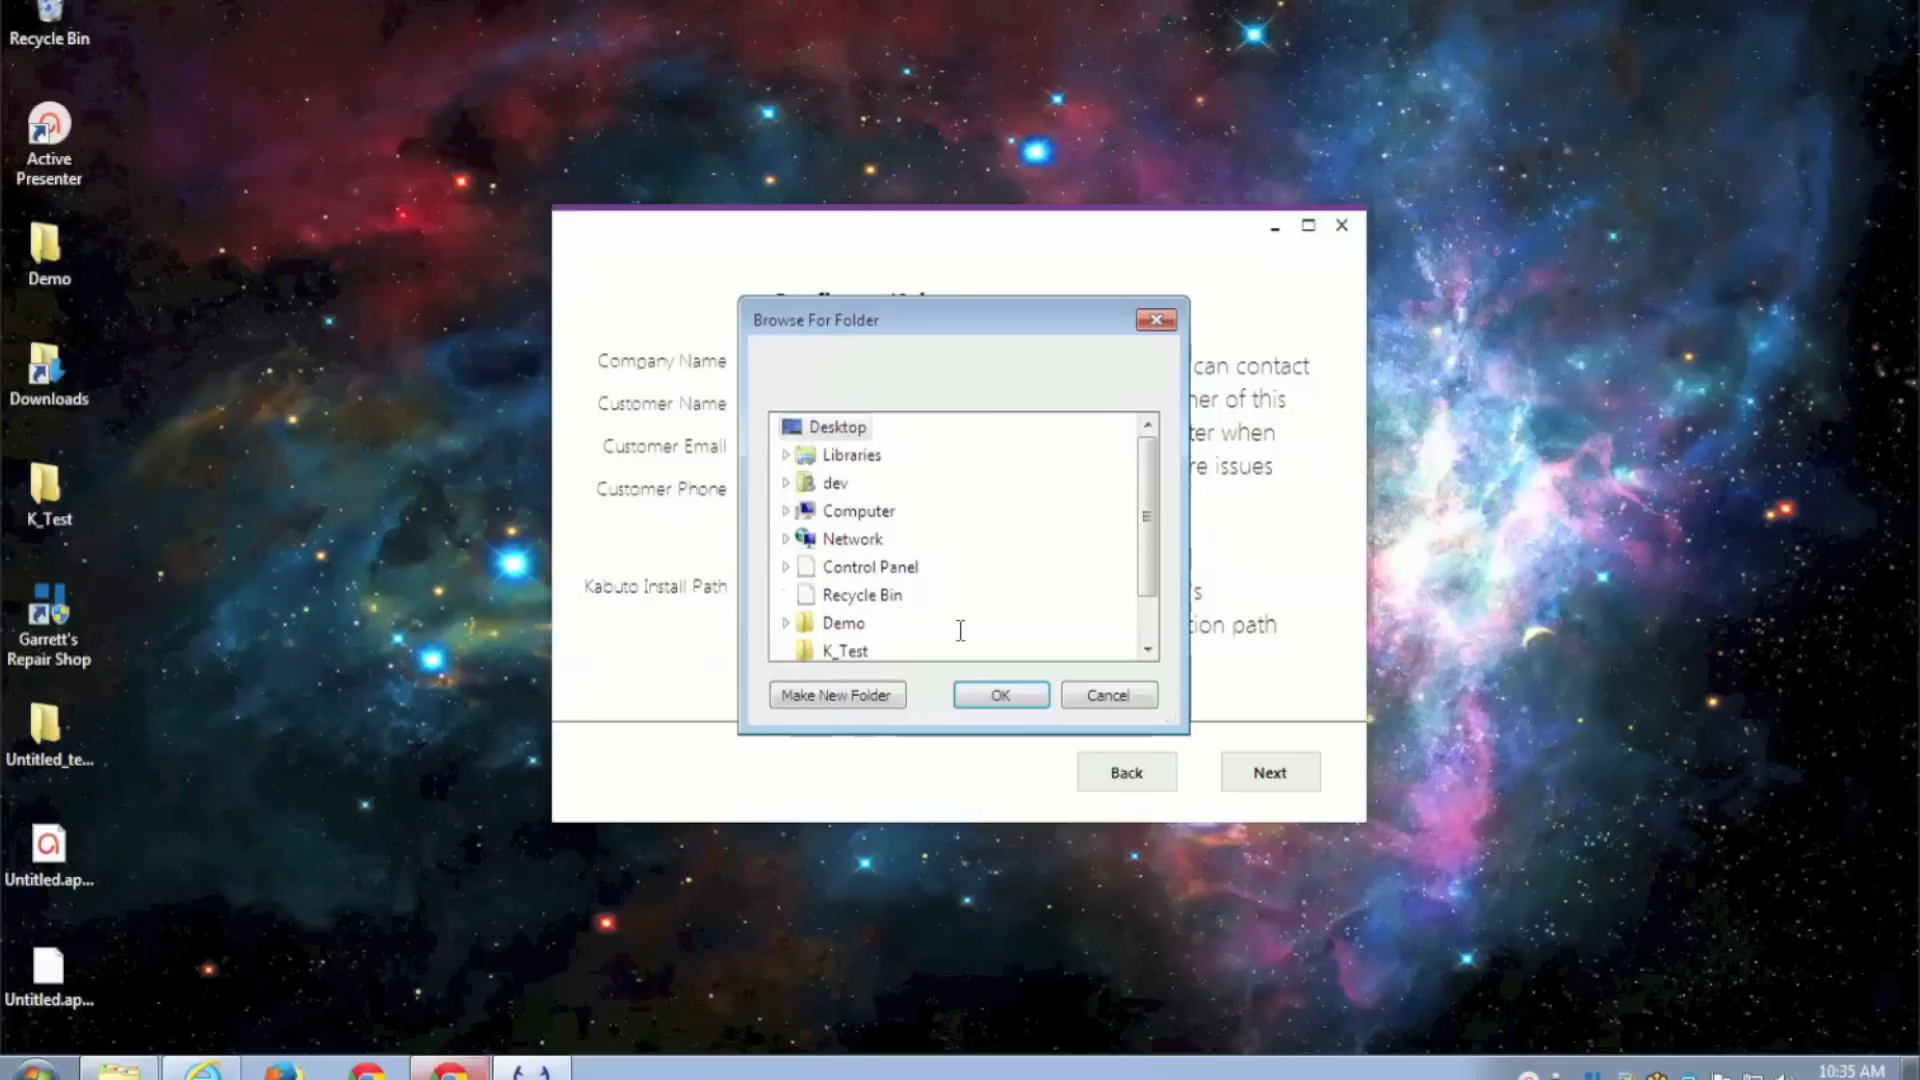 Recycle Bin
Active
Presenter
Demo
Downloads
K_Test
Garrett's
Repair Shop
Untitled_te...
Untitled.ap...
Untitled.ap...
Browse For Folder
Company Name
Customer Name
Customer Email
Customer Phone
Kabuto Install Path
Desktop
Libraries
dev
Computer
Network
Control Panel
Recycle Bin
Demo
K_Test
Make New Folder
OK
Cancel
can contact
ner of this
ter when
re issues
s
tion path
Back
Next
10:35 AM